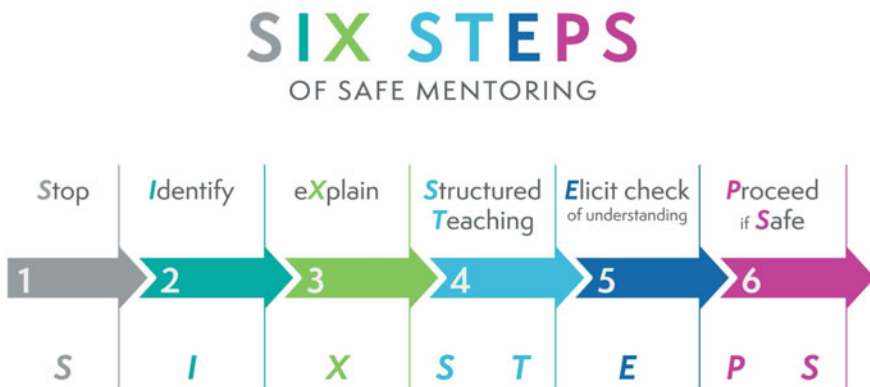 SIX STEPS
OF SAFE MENTORING
Stop
Identify
eXplain
Structured
Teaching
Elicit check
of understanding
Proceed
if Safe
1 2 3 4 5 6
S I X S T E P S